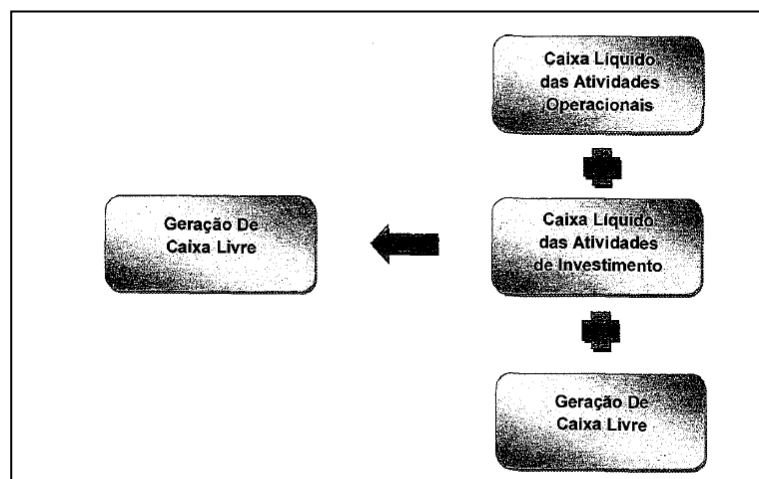 Caixa Líquido
das Atividades
Operacionais
Geração De
Caixa Livre
Caixa Líquido
das Atividades
de Investimento
Geração De
Caixa Livre